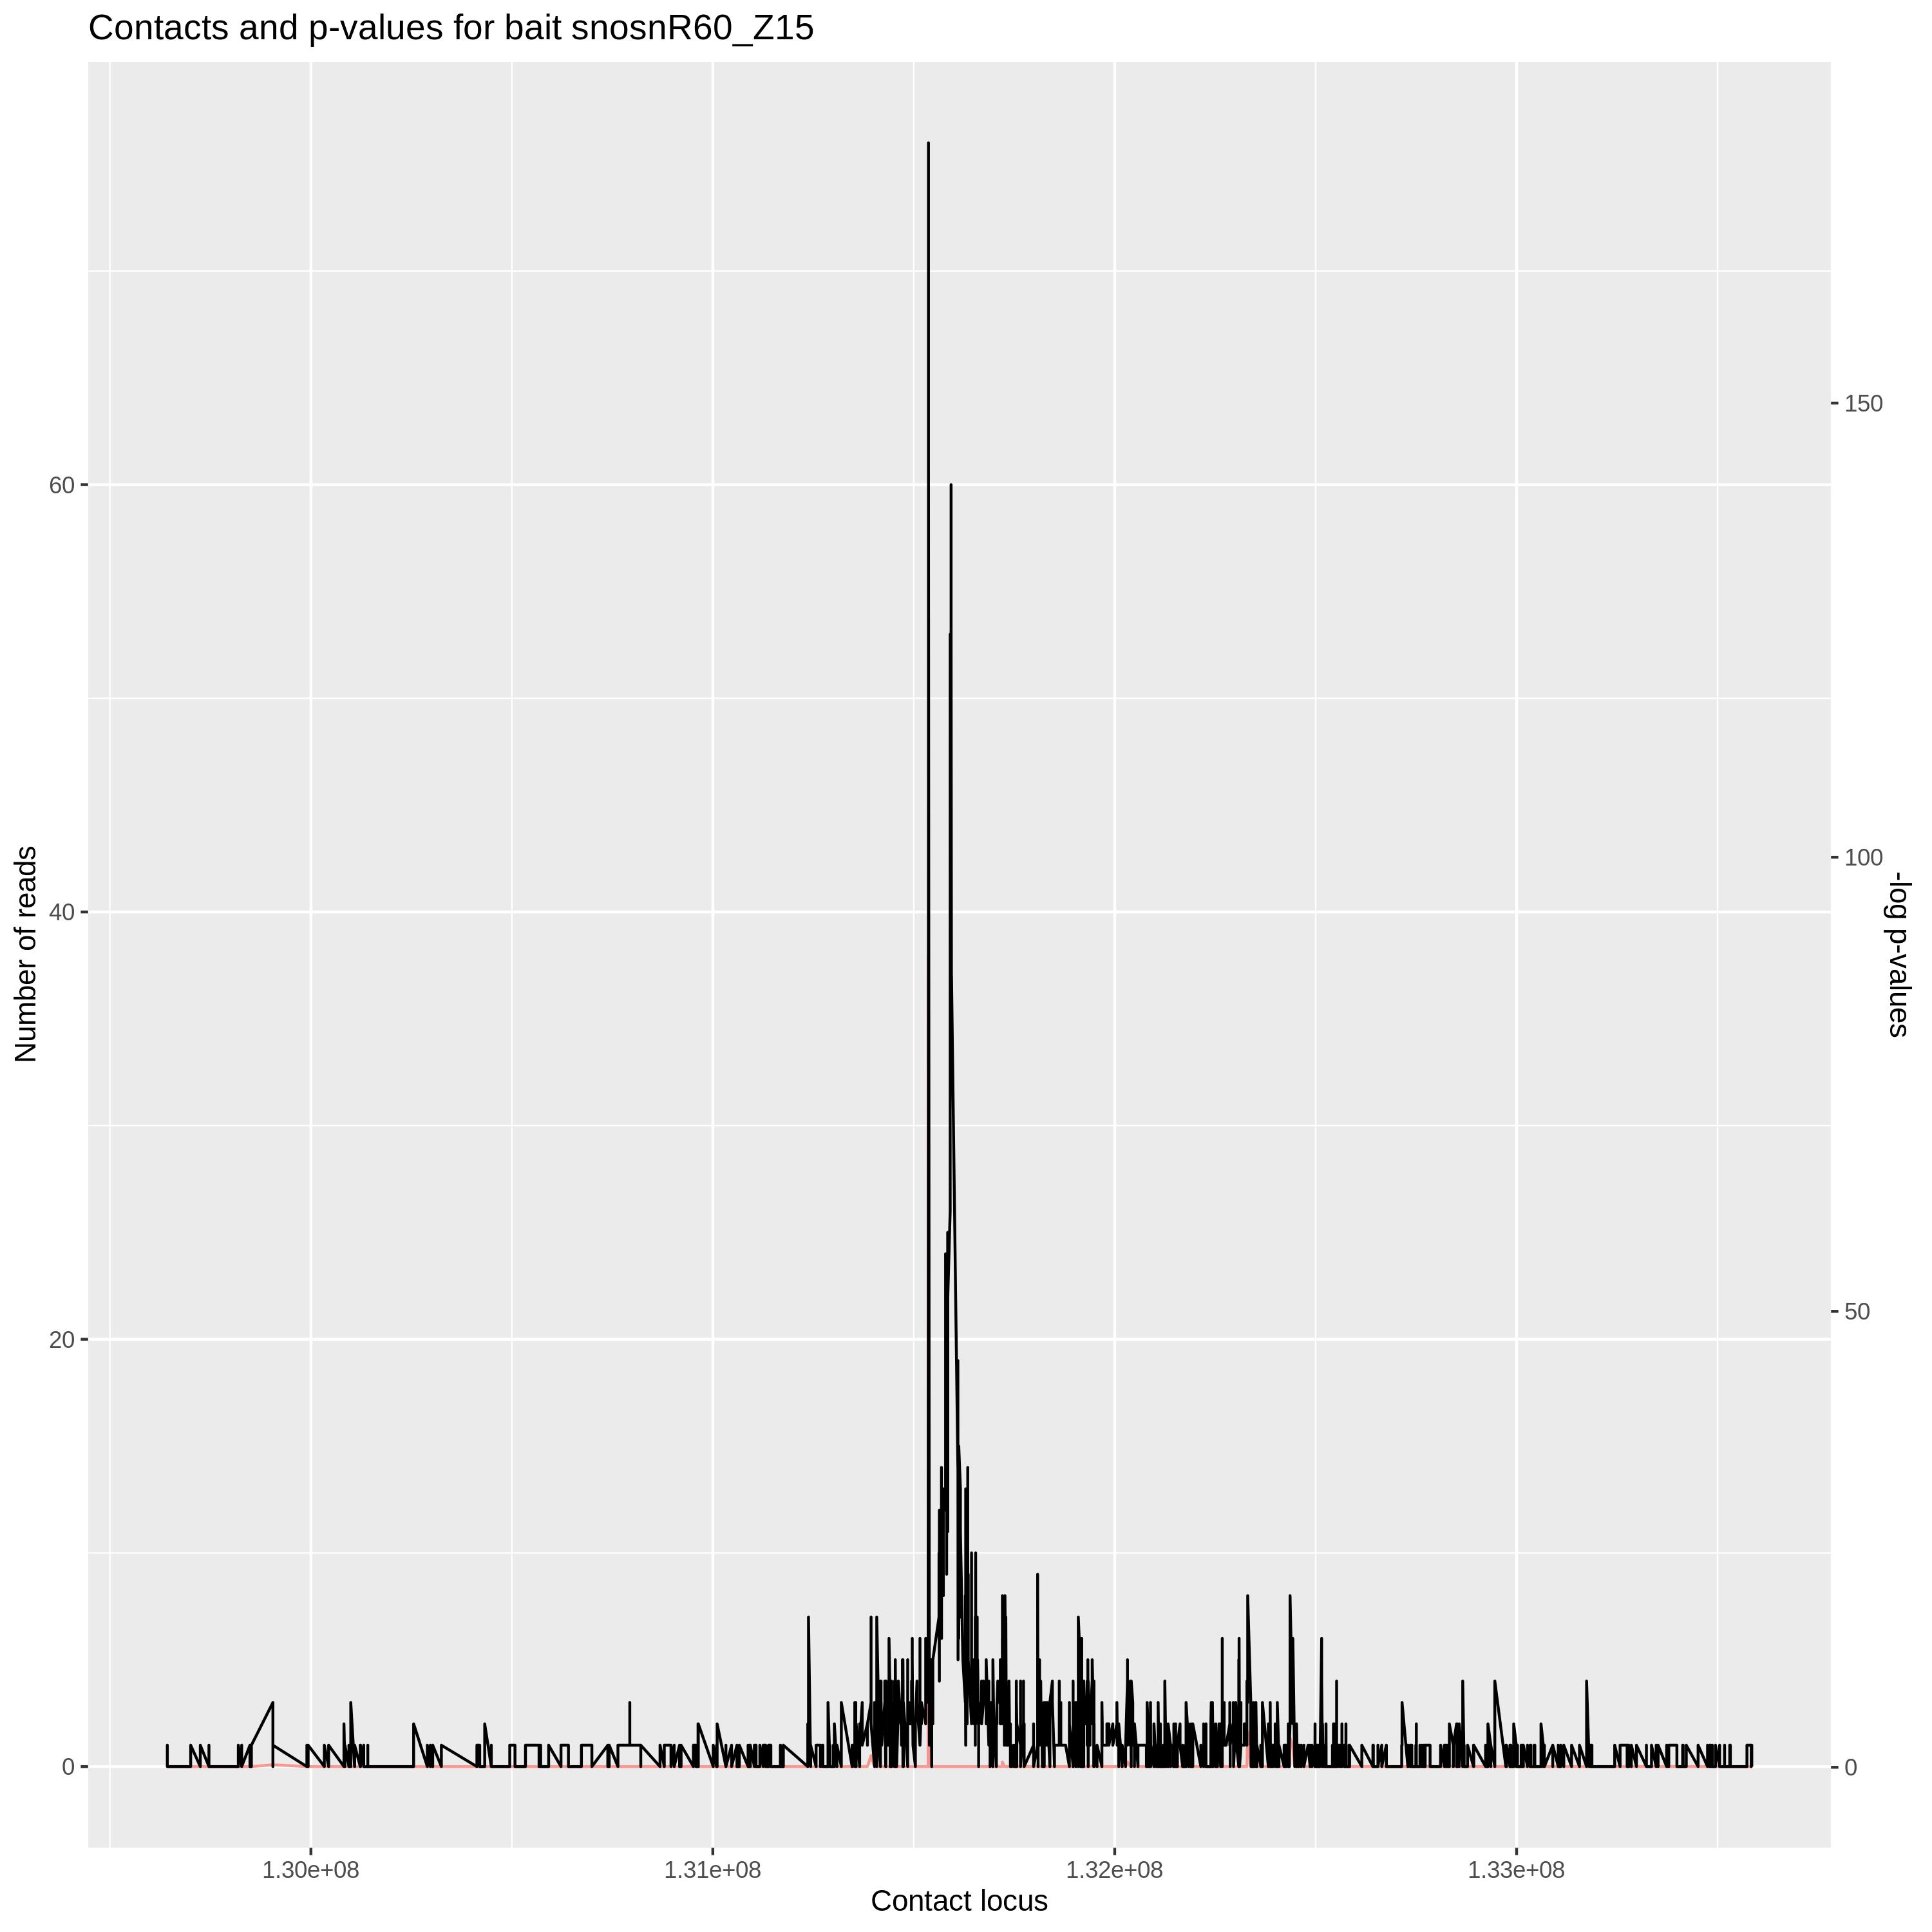 Contacts and p-values for bait snosnR60_Z15
60
40
20
0
150
100
50
0
Number of reads
-log p-values
1.30e+08
1.31e+08
1.32e+08
1.33e+08
Contact locus